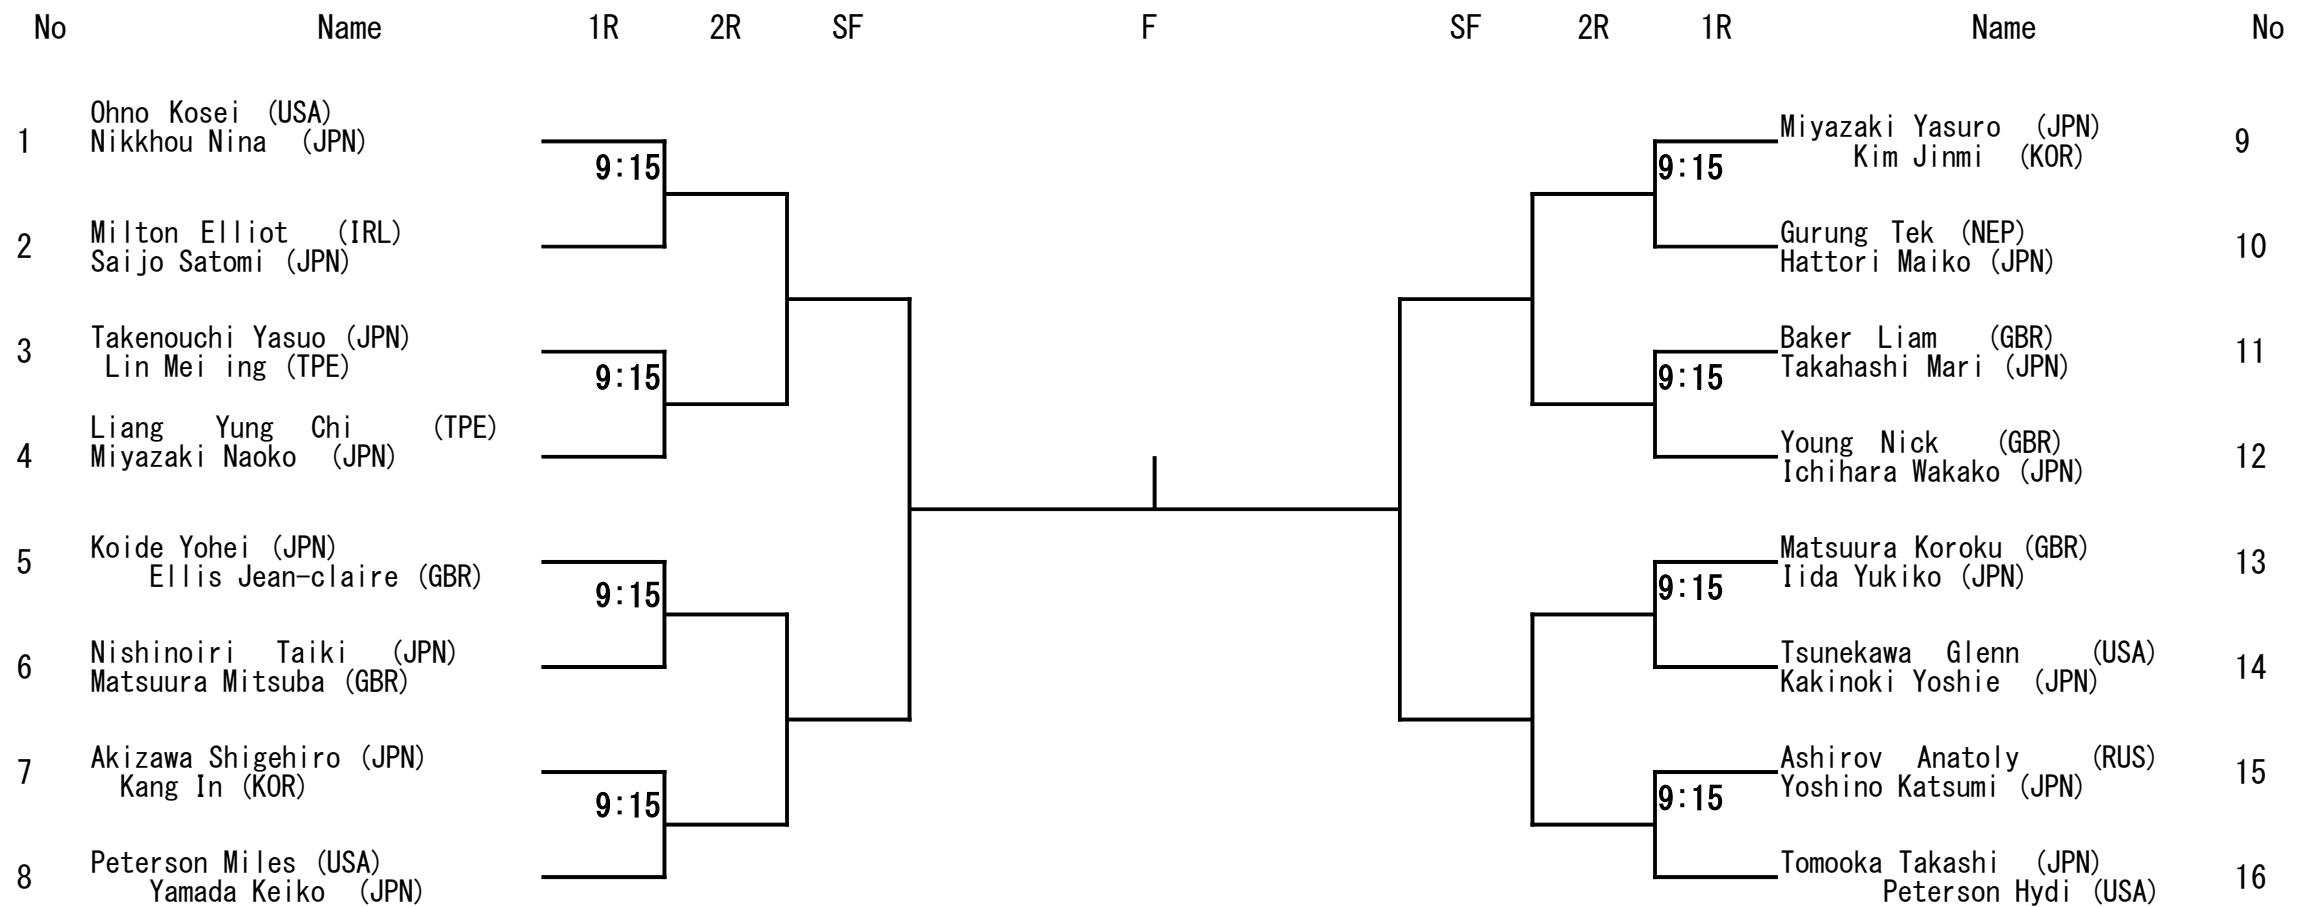 No Name 1R 2R SF F SF 2R 1R Name No
1 Ohno Kosei (USA)
Nikkhou Nina (JPN)
9:15
2 Milton Elliot (IRL)
Saijo Satomi (JPN)
3 Takenouchi Yasuo (JPN)
Lin Mei ing (TPE)
9:15
4 Liang Yung Chi (TPE)
Miyazaki Naoko (JPN)
5 Koide Yohei (JPN)
Ellis Jean-claire (GBR)
9:15
6 Nishinoiri Taiki (JPN)
Matsuura Mitsuba (GBR)
7 Akizawa Shigehiro (JPN)
Kang In (KOR)
9:15
8 Peterson Miles (USA)
Yamada Keiko (JPN)
Miyazaki Yasuro (JPN) 9
Kim Jinmi (KOR)
9:15
Gurung Tek (NEP) 10
Hattori Maiko (JPN)
Baker Liam (GBR) 11
Takahashi Mari (JPN)
9:15
Young Nick (GBR) 12
Ichihara Wakako (JPN)
Matsuura Koroku (GBR) 13
Iida Yukiko (JPN)
9:15
Tsunekawa Glenn (USA) 14
Kakinoki Yoshie (JPN)
Ashirov Anatoly (RUS) 15
Yoshino Katsumi (JPN)
9:15
Tomooka Takashi (JPN) 16
Peterson Hydi (USA)